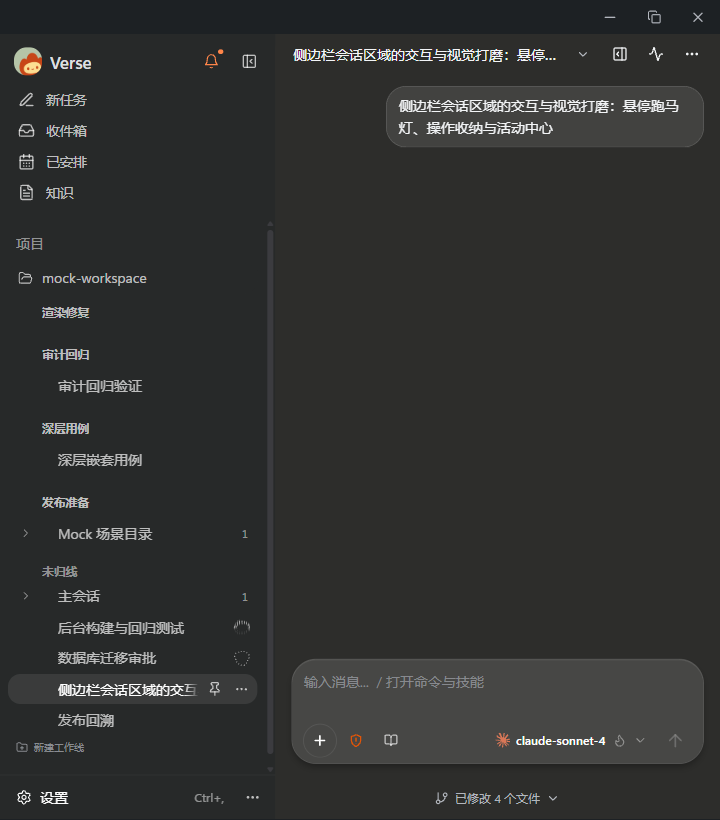 Verse
新任务
收件箱
已安排
知识
项目
mock-workspace
渲染修复
审计回归
审计回归验证
深层用例
深层嵌套用例
发布准备
Mock 场景目录 1
未归线
主会话 1
后台构建与回归测试
数据库迁移审批
侧边栏会话区域的交互
发布回溯
新建工作线
设置 Ctrl+,
侧边栏会话区域的交互与视觉打磨：悬停...
侧边栏会话区域的交互与视觉打磨：悬停跑马
灯、操作收纳与活动中心
输入消息... / 打开命令与技能
claude-sonnet-4
已修改 4 个文件